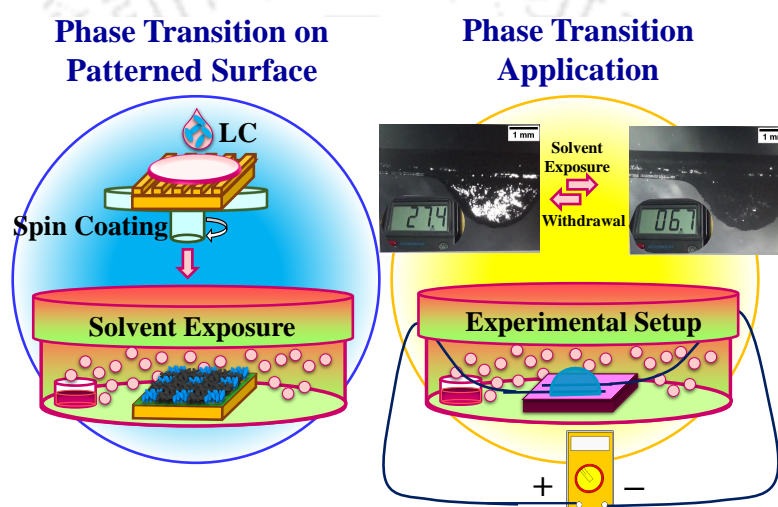 Phase Transition on
Patterned Surface
Phase Transition
Application
LC
Spin Coating
Solvent Exposure
1 mm
Solvent
Exposure
Withdrawal
1 mm
27.4
06.7
Experimental Setup
+
−